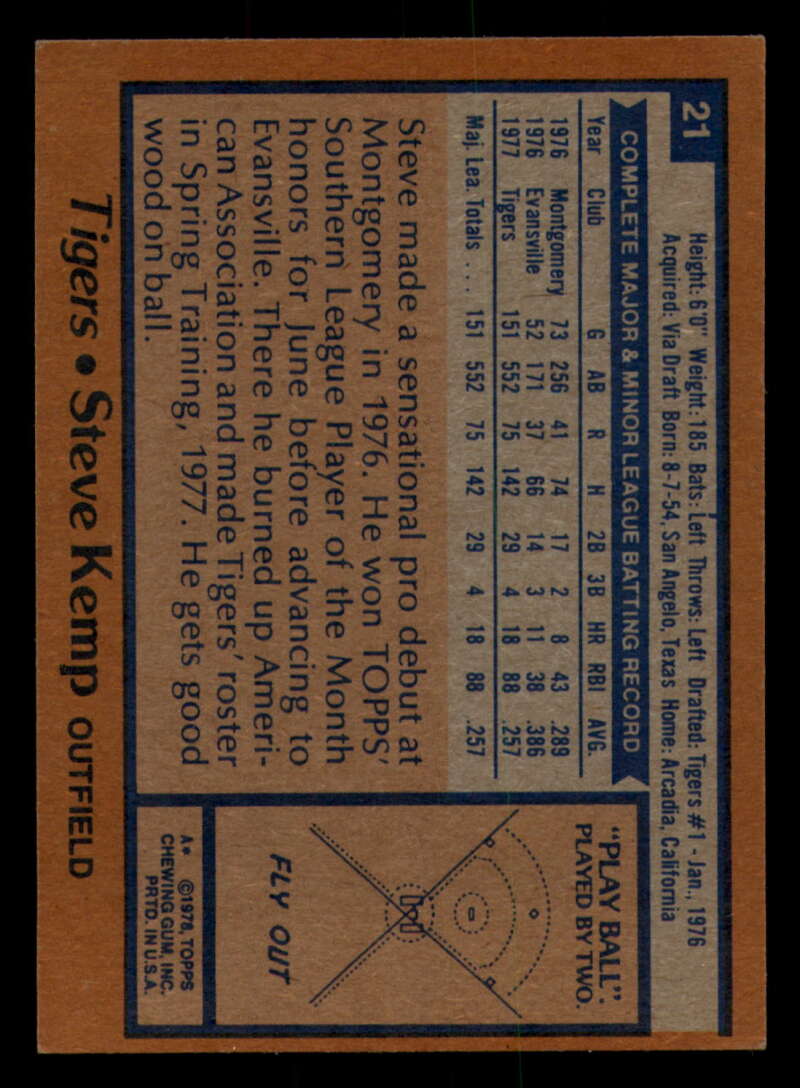 21
Height: 6'0" Weight: 185 Bats: Left Throws: Left Drafted: Tigers #1 - Jan., 1976
Acquired: Via Draft Born: 8-7-54, San Angelo, Texas Home: Arcadia, California
COMPLETE MAJOR & MINOR LEAGUE BATTING RECORD
Year Club G AB R H 2B 3B HR RBI AVG.
1976 Montgomery 73 256 41 74 17 2 8 43 .289
1976 Evansville 52 171 37 66 14 3 11 38 .386
1977 Tigers 151 552 75 142 29 4 18 88 .257
Maj. Lea. Totals .... 151 552 75 142 29 4 18 88 .257
Steve made a sensational pro debut at
Montgomery in 1976. He won TOPPS'
Southern League Player of the Month
honors for June before advancing to
Evansville. There he burned up Ameri-
can Association and made Tigers' roster
in Spring Training, 1977. He gets good
wood on ball.
"PLAY BALL"
PLAYED BY TWO.
FLY OUT
A* ©1978, TOPPS
CHEWING GUM, INC.
PRTD. IN U.S.A.
Tigers • Steve Kemp OUTFIELD